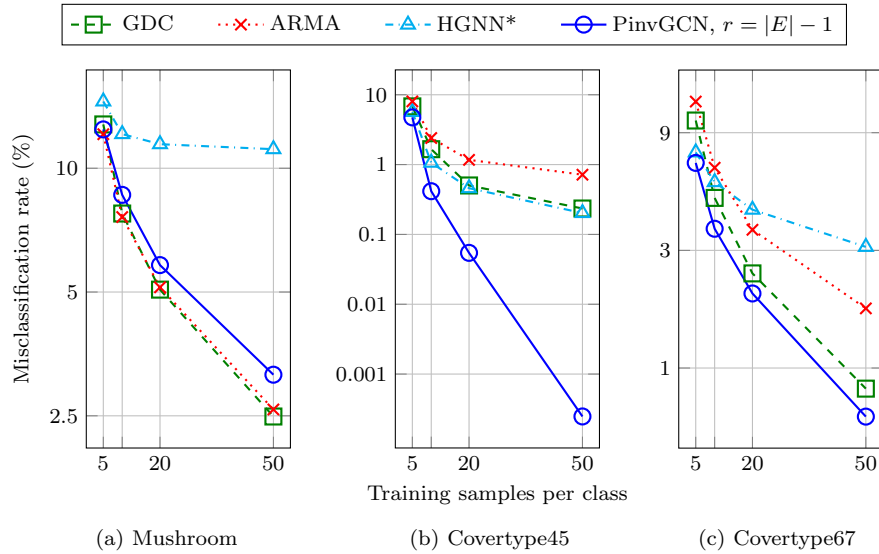 GDC ARMA HGNN* PinvGCN, r = |E| − 1
Misclassification rate (%)
10
5
2.5
5 20 50
10
1
0.1
0.01
0.001
5 20 50
9
3
1
5 20 50
Training samples per class
(a) Mushroom
(b) Covertype45
(c) Covertype67